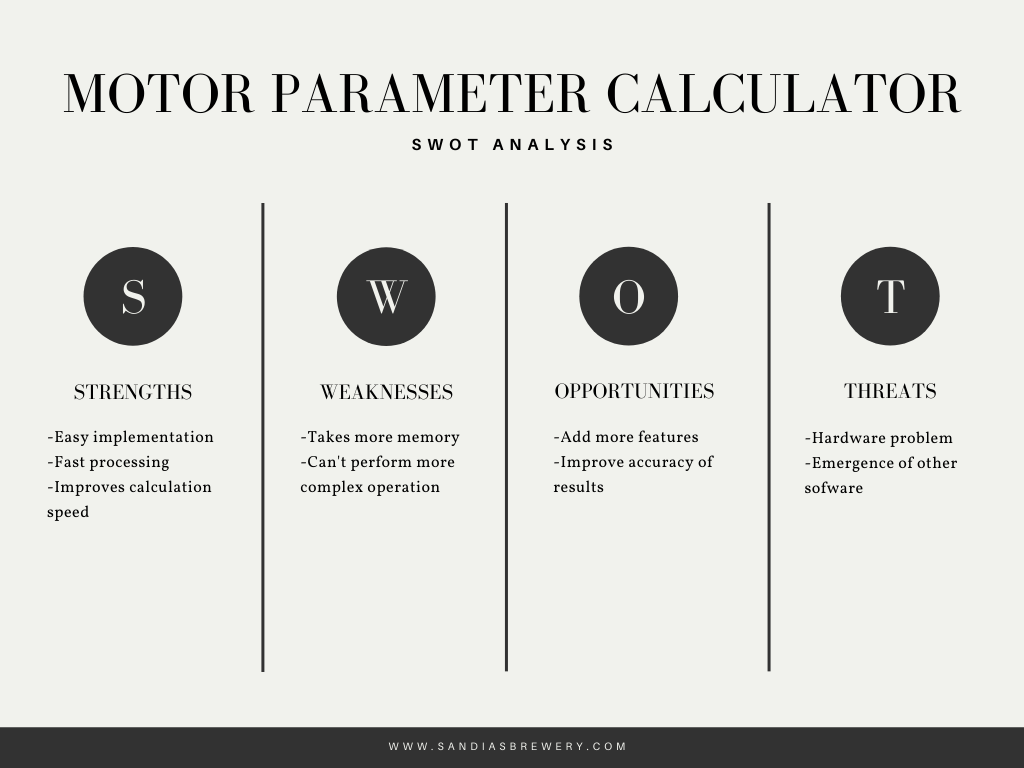 MOTOR PARAMETER CALCULATOR
SWOT ANALYSIS
S
STRENGTHS
-Easy implementation
-Fast processing
-Improves calculation
speed
W
WEAKNESSES
-Takes more memory
-Can't perform more
complex operation
O
OPPORTUNITIES
-Add more features
-Improve accuracy of
results
T
THREATS
-Hardware problem
-Emergence of other
sofware
WWW.SANDIASBREWERY.COM